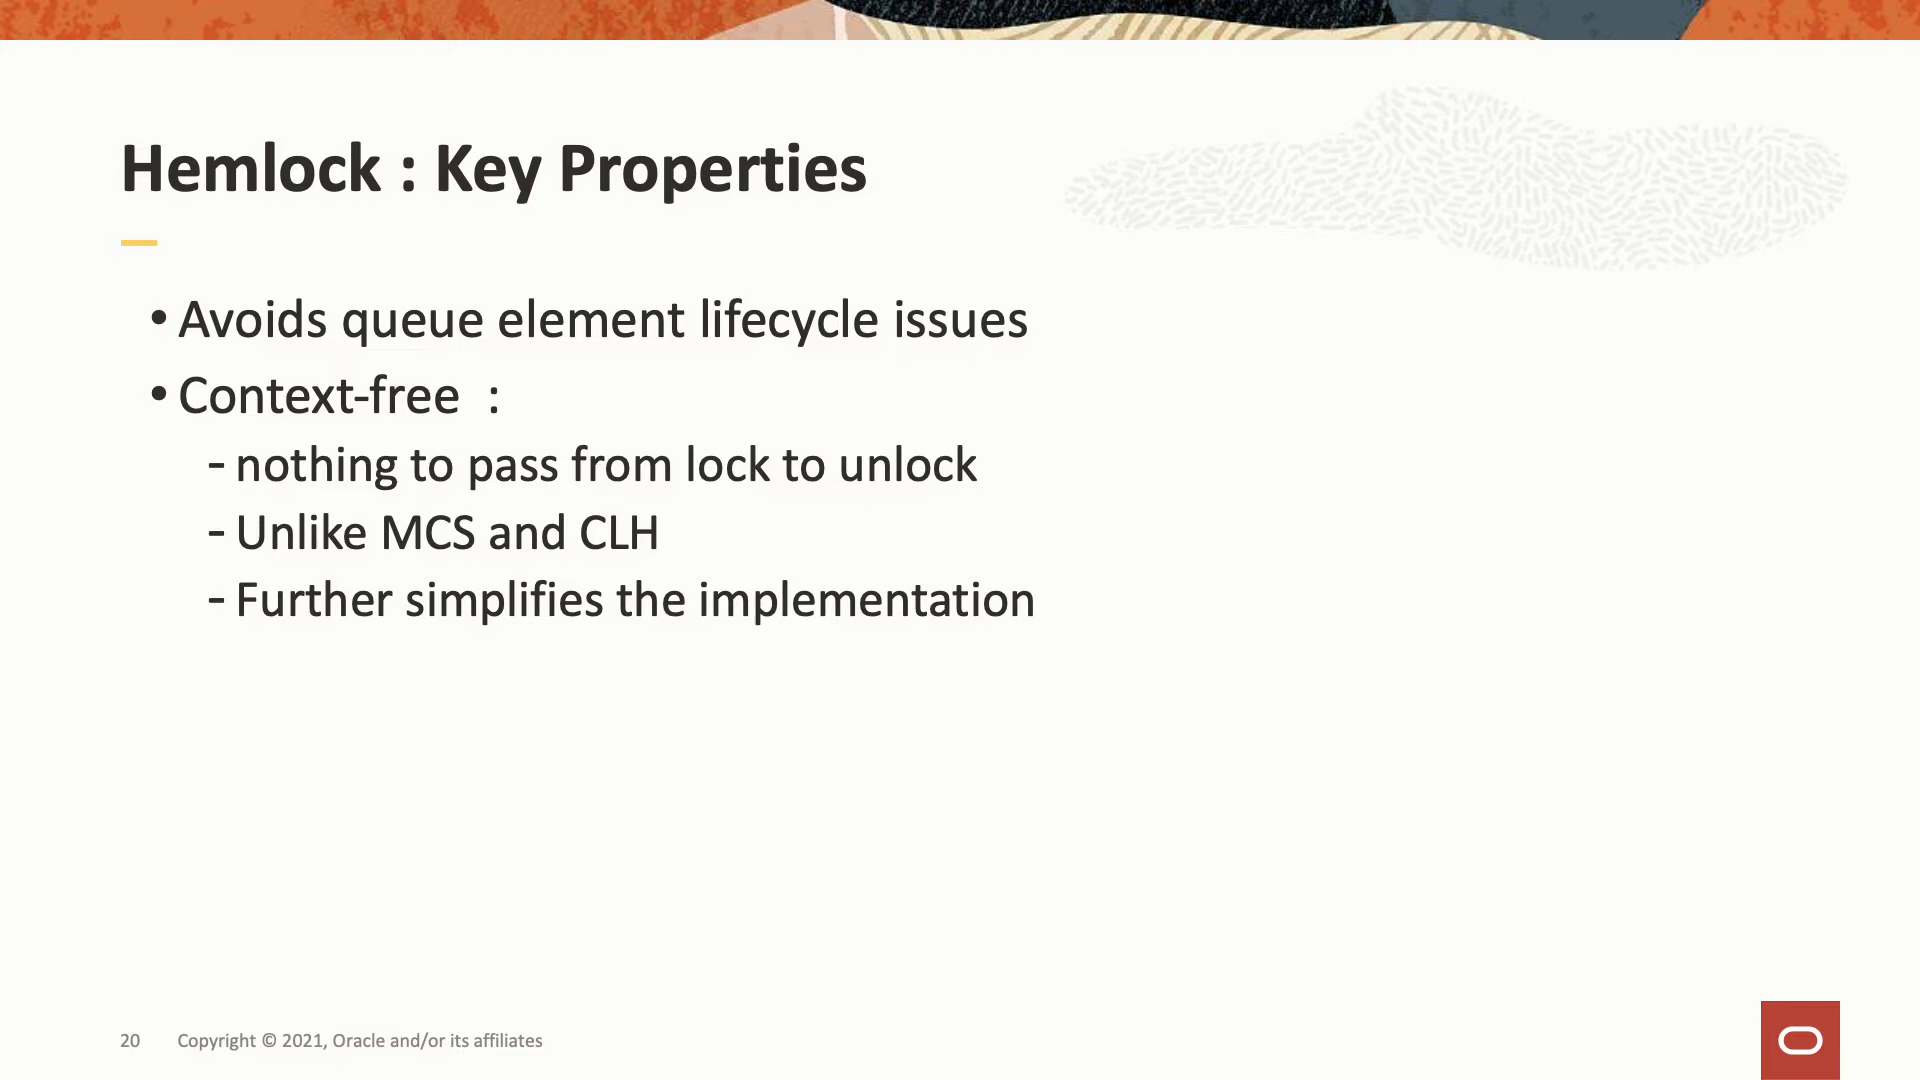 Hemlock : Key Properties
• Avoids queue element lifecycle issues
• Context-free :
- nothing to pass from lock to unlock
- Unlike MCS and CLH
- Further simplifies the implementation
20 Copyright © 2021, Oracle and/or its affiliates